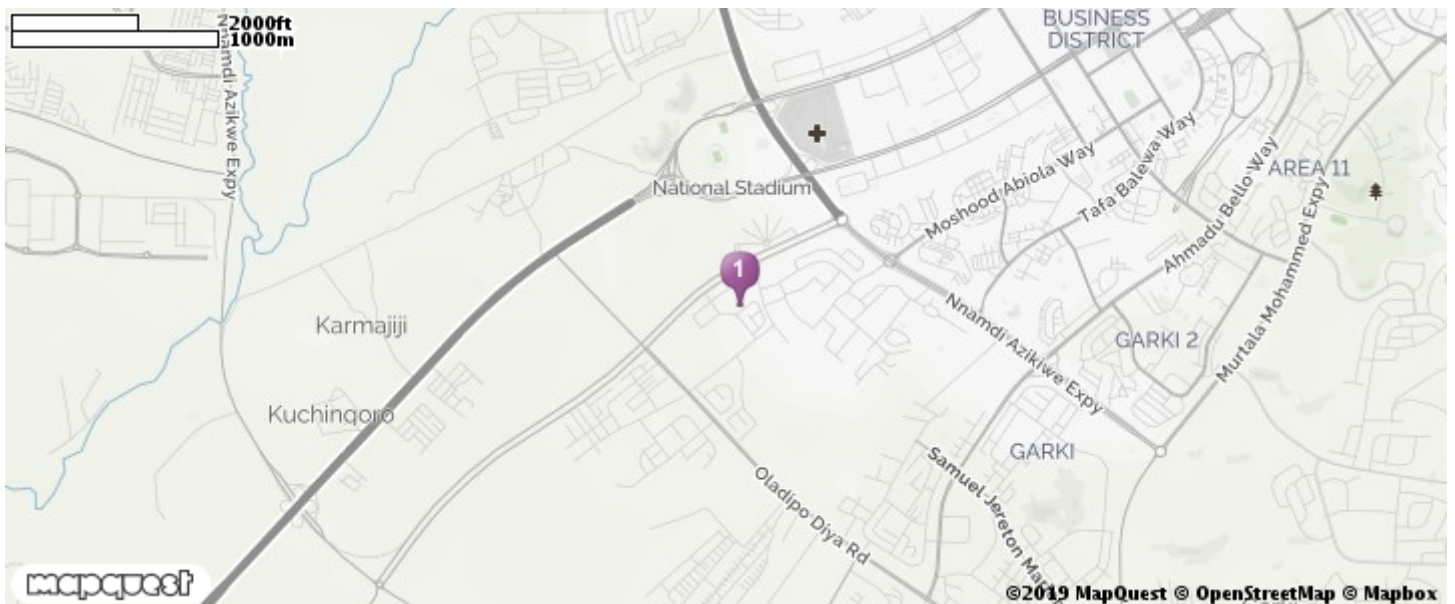 2000ft
1000m
Nnamdi Azikwe Expy
BUSINESS
DISTRICT
National Stadium
Moshood Abiola Way
Tafa Balewa Way
Ahmadu Bello Way
AREA 11
Murtala Mohammed Expy
1
Karmajiji
Kuchingoro
Nnamdi Azikiwe Expy
GARKI 2
GARKI
Samuel Jereton Mar
Oladipo Diya Rd
mapquest
©2019 MapQuest © OpenStreetMap © Mapbox